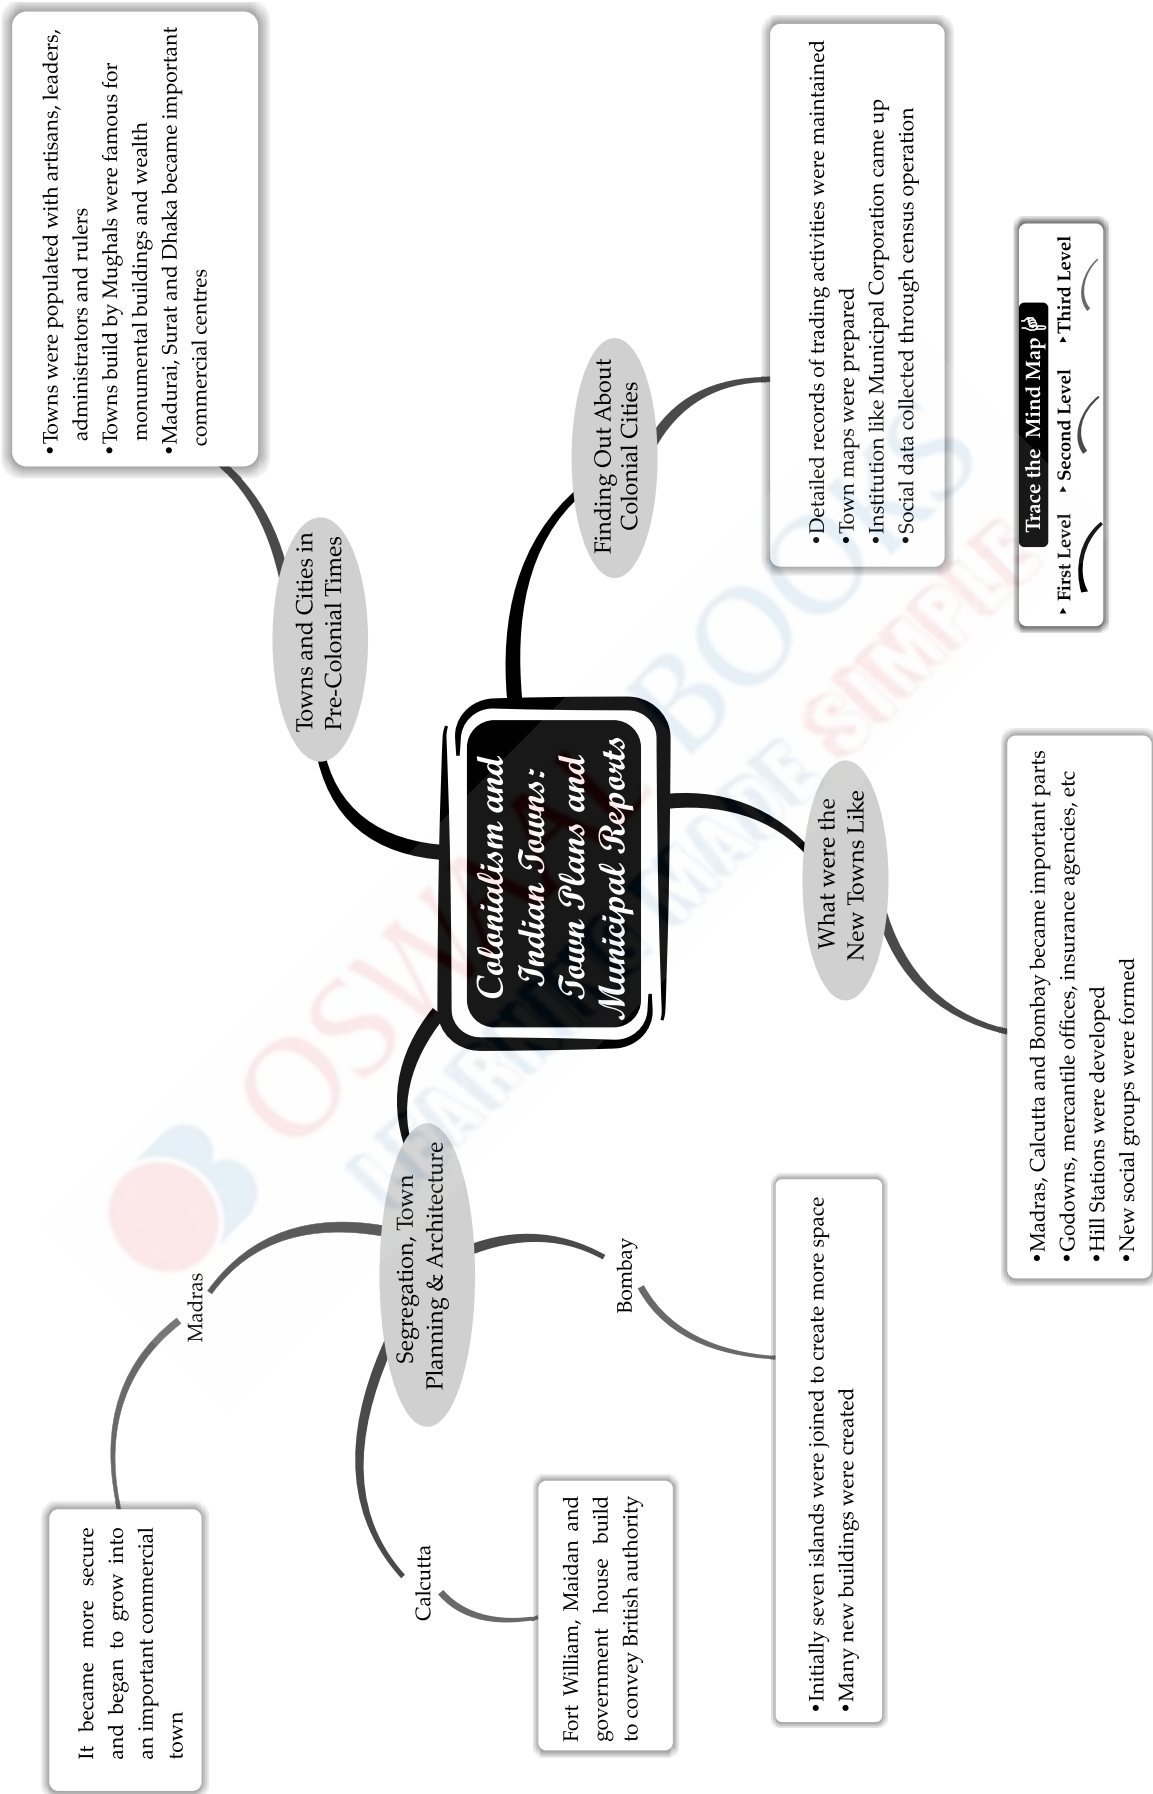 Colonialism and
Indian Towns:
Town Plans and
Municipal Reports
Towns and Cities in
Pre-Colonial Times
•Towns were populated with artisans, leaders,
administrators and rulers
•Towns build by Mughals were famous for
monumental buildings and wealth
•Madurai, Surat and Dhaka became important
commercial centres
Finding Out About
Colonial Cities
•Detailed records of trading activities were maintained
•Town maps were prepared
•Institution like Municipal Corporation came up
•Social data collected through census operation
What were the
New Towns Like
•Madras, Calcutta and Bombay became important parts
•Godowns, mercantile offices, insurance agencies, etc
•Hill Stations were developed
•New social groups were formed
Segregation, Town
Planning & Architecture
Madras
It became more secure
and began to grow into
an important commercial
town
Calcutta
Fort William, Maidan and
government house build
to convey British authority
Bombay
•Initially seven islands were joined to create more space
•Many new buildings were created
Trace the Mind Map
▸ First Level ▸ Second Level ▸ Third Level
OSWAAL BOOKS
LEARNING MADE SIMPLE